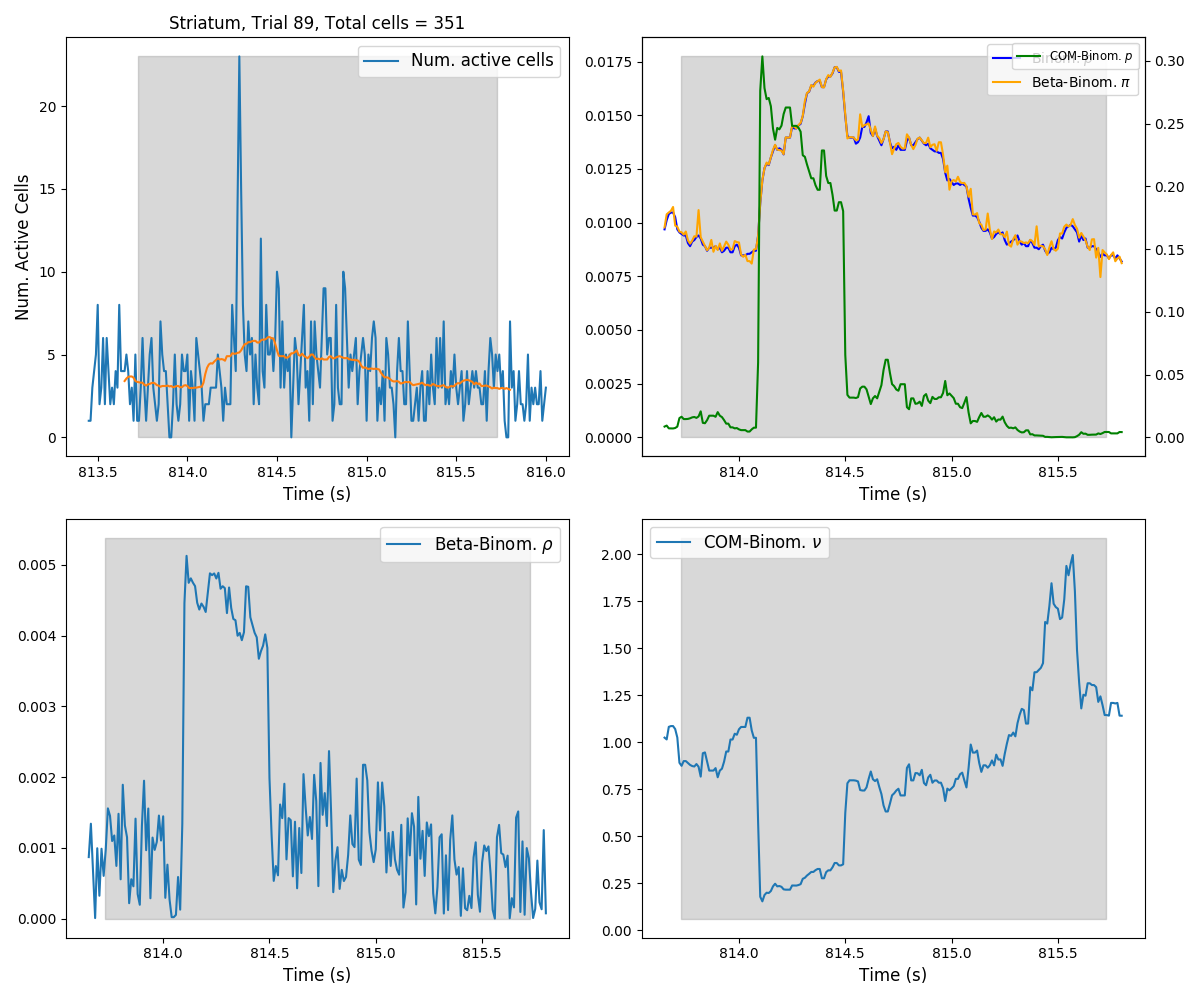 Striatum, Trial 89, Total cells = 351
Num. active cells
Num. Active Cells
20
15
10
5
0
813.5 814.0 814.5 815.0 815.5 816.0
Time (s)
COM-Binom. p
Beta-Binom. π
0.0175
0.0150
0.0125
0.0100
0.0075
0.0050
0.0025
0.0000
0.30
0.25
0.20
0.15
0.10
0.05
0.00
814.0 814.5 815.0 815.5
Time (s)
Beta-Binom. ρ
0.005
0.004
0.003
0.002
0.001
0.000
814.0 814.5 815.0 815.5
Time (s)
COM-Binom. ν
2.00
1.75
1.50
1.25
1.00
0.75
0.50
0.25
0.00
814.0 814.5 815.0 815.5
Time (s)